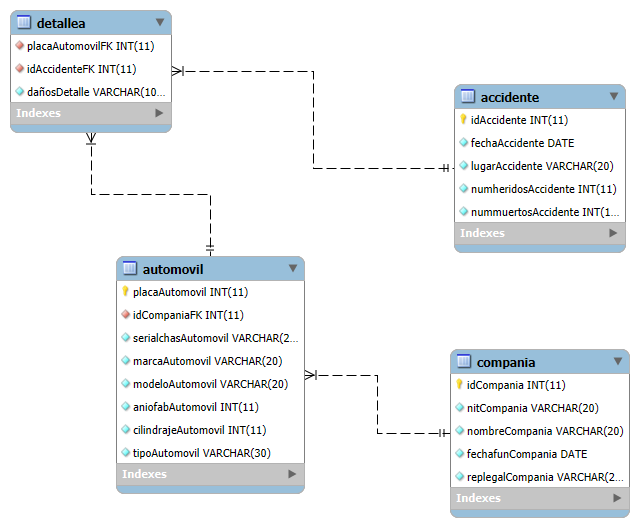 detallea
placaAutomovilFK INT(11)
idAccidenteFK INT(11)
dañosDetalle VARCHAR(10...
Indexes
accidente
idAccidente INT(11)
fechaAccidente DATE
lugarAccidente VARCHAR(20)
numheridosAccidente INT(11)
nummuertosAccidente INT(1...
Indexes
automovil
placaAutomovil INT(11)
idCompaniaFK INT(11)
serialchasAutomovil VARCHAR(2...
marcaAutomovil VARCHAR(20)
modeloAutomovil VARCHAR(20)
aniofabAutomovil INT(11)
cilindrajeAutomovil INT(11)
tipoAutomovil VARCHAR(30)
Indexes
compania
idCompania INT(11)
nitCompania VARCHAR(20)
nombreCompania VARCHAR(20)
fechafunCompania DATE
replegalCompania VARCHAR(2...
Indexes